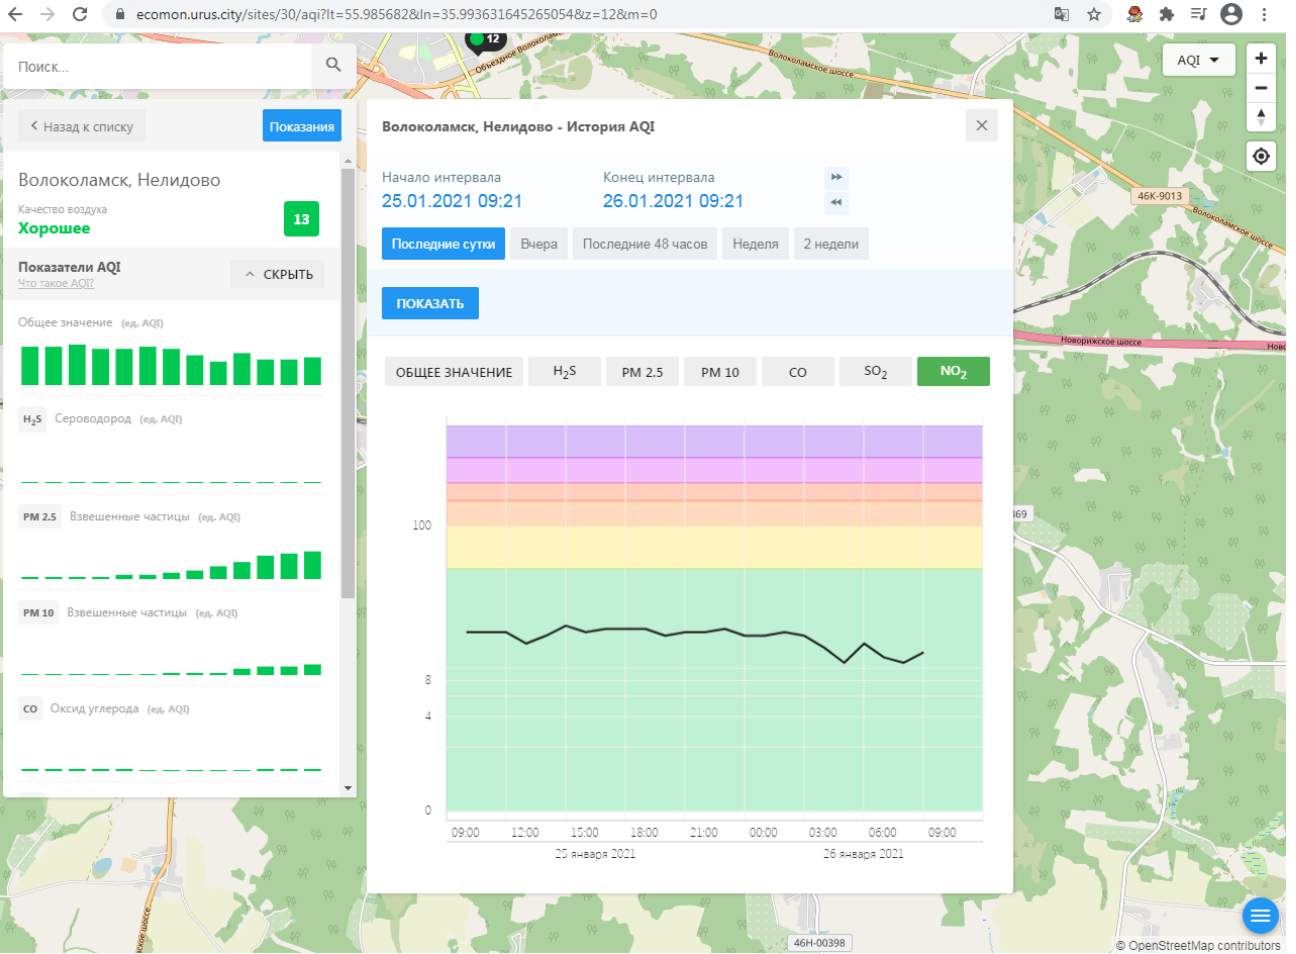 ecomon.urus.city/sites/30/aqi?lt=55.985682&ln=35.993631645265054&z=12&m=0
12
Объездное Волоколам
Волоколамское шоссе
Поиск...
AQI
Назад к списку
Показания
Волоколамск, Нелидово
Качество воздуха
Хорошее
13
Показатели AQI
Что такое AQI?
СКРЫТЬ
Общее значение (ед. AQI)
H₂S Сероводород (ед. AQI)
PM 2.5 Взвешенные частицы (ед. AQI)
PM 10 Взвешенные частицы (ед. AQI)
CO Оксид углерода (ед. AQI)
Волоколамск, Нелидово - История AQI
Начало интервала
25.01.2021 09:21
Конец интервала
26.01.2021 09:21
Последние сутки Вчера Последние 48 часов Неделя 2 недели
ПОКАЗАТЬ
ОБЩЕЕ ЗНАЧЕНИЕ H₂S PM 2.5 PM 10 CO SO₂ NO₂
100
8
4
0
09:00 12:00 15:00 18:00 21:00 00:00 03:00 06:00 09:00
25 января 2021 26 января 2021
46К-9013
Волоколамское шоссе
Новорижское шоссе
Ново
469
46Н-00398
© OpenStreetMap contributors